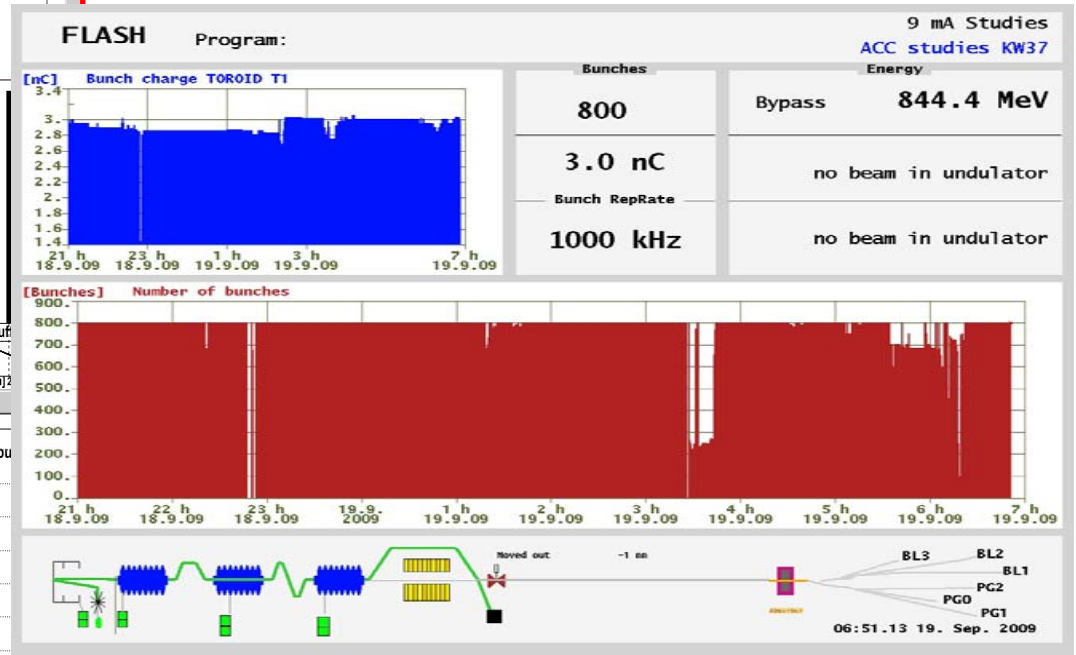 FLASH Program:
9 mA Studies
ACC studies KW37
[nC] Bunch charge TOROID T1
3.4
3.
2.8
2.6
2.4
2.2
2.
1.8
1.6
1.4
21 h 23 h 1 h 3 h 7 h
18.9.09 18.9.09 19.9.09 19.9.09 19.9.09
Bunches
800
3.0 nC
Bunch RepRate
1000 kHz
Energy
Bypass 844.4 MeV
no beam in undulator
no beam in undulator
[Bunches] Number of bunches
900.
800.
700.
600.
500.
400.
300.
200.
100.
0.
21 h 22 h 23 h 19.9. 1 h 2 h 3 h 4 h 5 h 6 h 7 h
18.9.09 18.9.09 18.9.09 2009 19.9.09 19.9.09 19.9.09 19.9.09 19.9.09 19.9.09 19.9.09
Moved out -1 mm
BL3 BL2
BL1
PG2
PG0
PG1
06:51.13 19. Sep. 2009